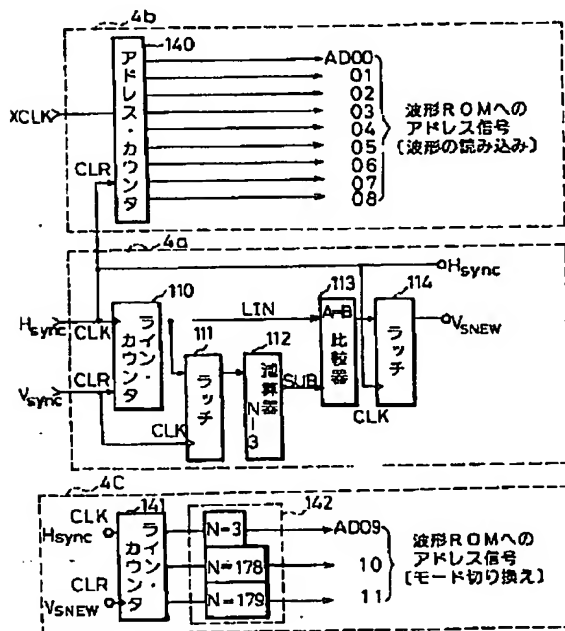 4b
140
アドレス・カウンタ
XCLK
CLR
AD00
01
02
03
04
05
06
07
08
波形ROMへの
アドレス信号
〔波形の読み込み〕
4a
Hsync
CLK
110
ライン・カウンタ
Vsync
CLR
LIN
111
ラッチ
CLK
112
N-3
SUB
113
A=B
比較器
114
ラッチ
CLK
Hsync
VSNEW
4C
CLK
Hsync
CLR
VSNEW
141
ライン・カウンタ
142
N=3
N=178
N=179
AD09
10
11
波形ROMへの
アドレス信号
〔モード切り換え〕